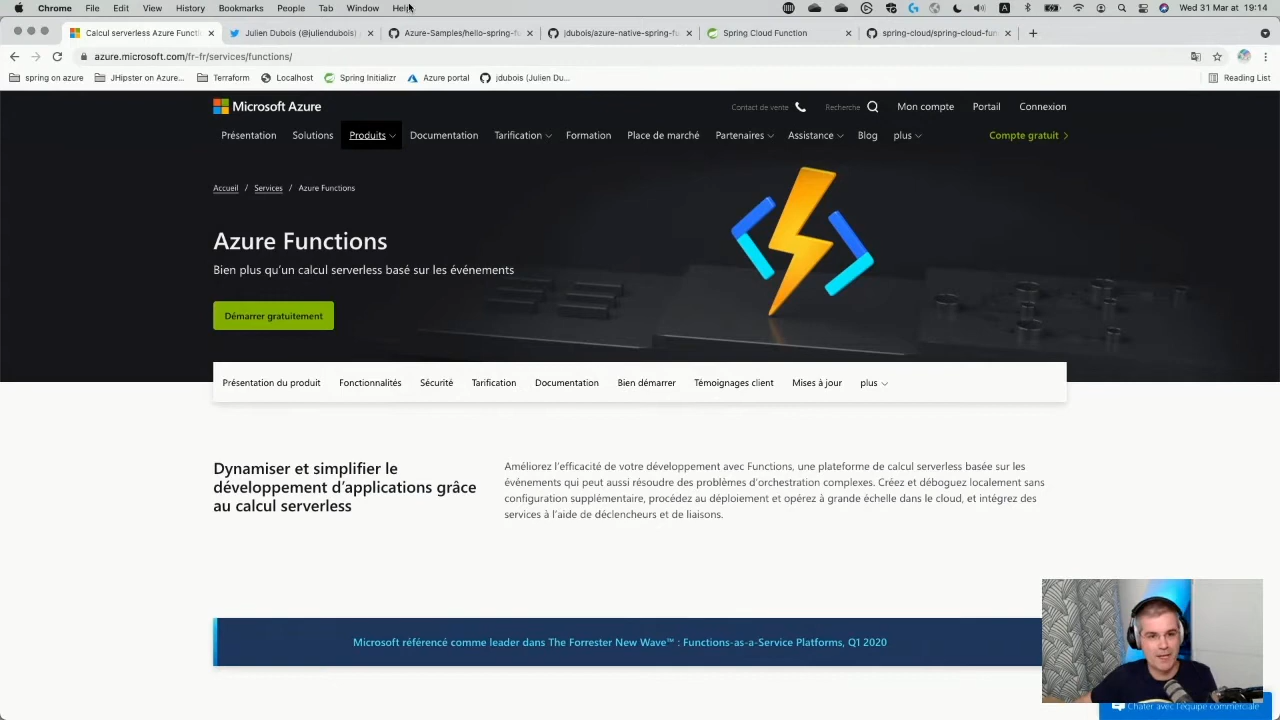 Chrome File Edit View History Bookmarks People Tab Window Help
Wed 31 Mar 19:14
Calcul serverless Azure Functi
Julien Dubois (@juliendubois)
Azure-Samples/hello-spring-fu
jdubois/azure-native-spring-fu
Spring Cloud Function
spring-cloud/spring-cloud-fun
azure.microsoft.com/fr-fr/services/functions/
spring on azure
JHipster on Azure...
Terraform
Localhost
Spring Initializr
Azure portal
jdubois (Julien Du...
Reading List
Microsoft Azure
Contact de vente
Recherche
Mon compte
Portail
Connexion
Présentation
Solutions
Produits
Documentation
Tarification
Formation
Place de marché
Partenaires
Assistance
Blog
plus
Compte gratuit
Accueil / Services / Azure Functions
Azure Functions
Bien plus qu'un calcul serverless basé sur les événements
Démarrer gratuitement
Présentation du produit
Fonctionnalités
Sécurité
Tarification
Documentation
Bien démarrer
Témoignages client
Mises à jour
plus
Dynamiser et simplifier le
développement d'applications grâce
au calcul serverless
Améliorez l'efficacité de votre développement avec Functions, une plateforme de calcul serverless basée sur les
événements qui peut aussi résoudre des problèmes d'orchestration complexes. Créez et déboguez localement sans
configuration supplémentaire, procédez au déploiement et opérez à grande échelle dans le cloud, et intégrez des
services à l'aide de déclencheurs et de liaisons.
Microsoft référencé comme leader dans The Forrester New Wave™ : Functions-as-a-Service Platforms, Q1 2020
Chater avec l'équipe commerciale